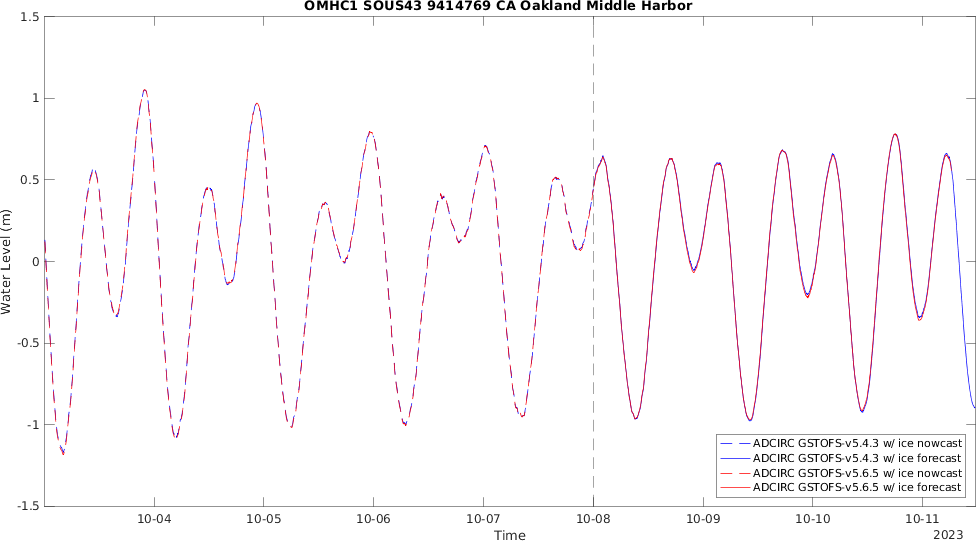 OMHC1 SOUS43 9414769 CA Oakland Middle Harbor
1.5
1
0.5
0
-0.5
-1
-1.5
Water Level (m)
10-04 10-05 10-06 10-07 10-08 10-09 10-10 10-11
Time
2023
ADCIRC GSTOFS-v5.4.3 w/ ice nowcast
ADCIRC GSTOFS-v5.4.3 w/ ice forecast
ADCIRC GSTOFS-v5.6.5 w/ ice nowcast
ADCIRC GSTOFS-v5.6.5 w/ ice forecast